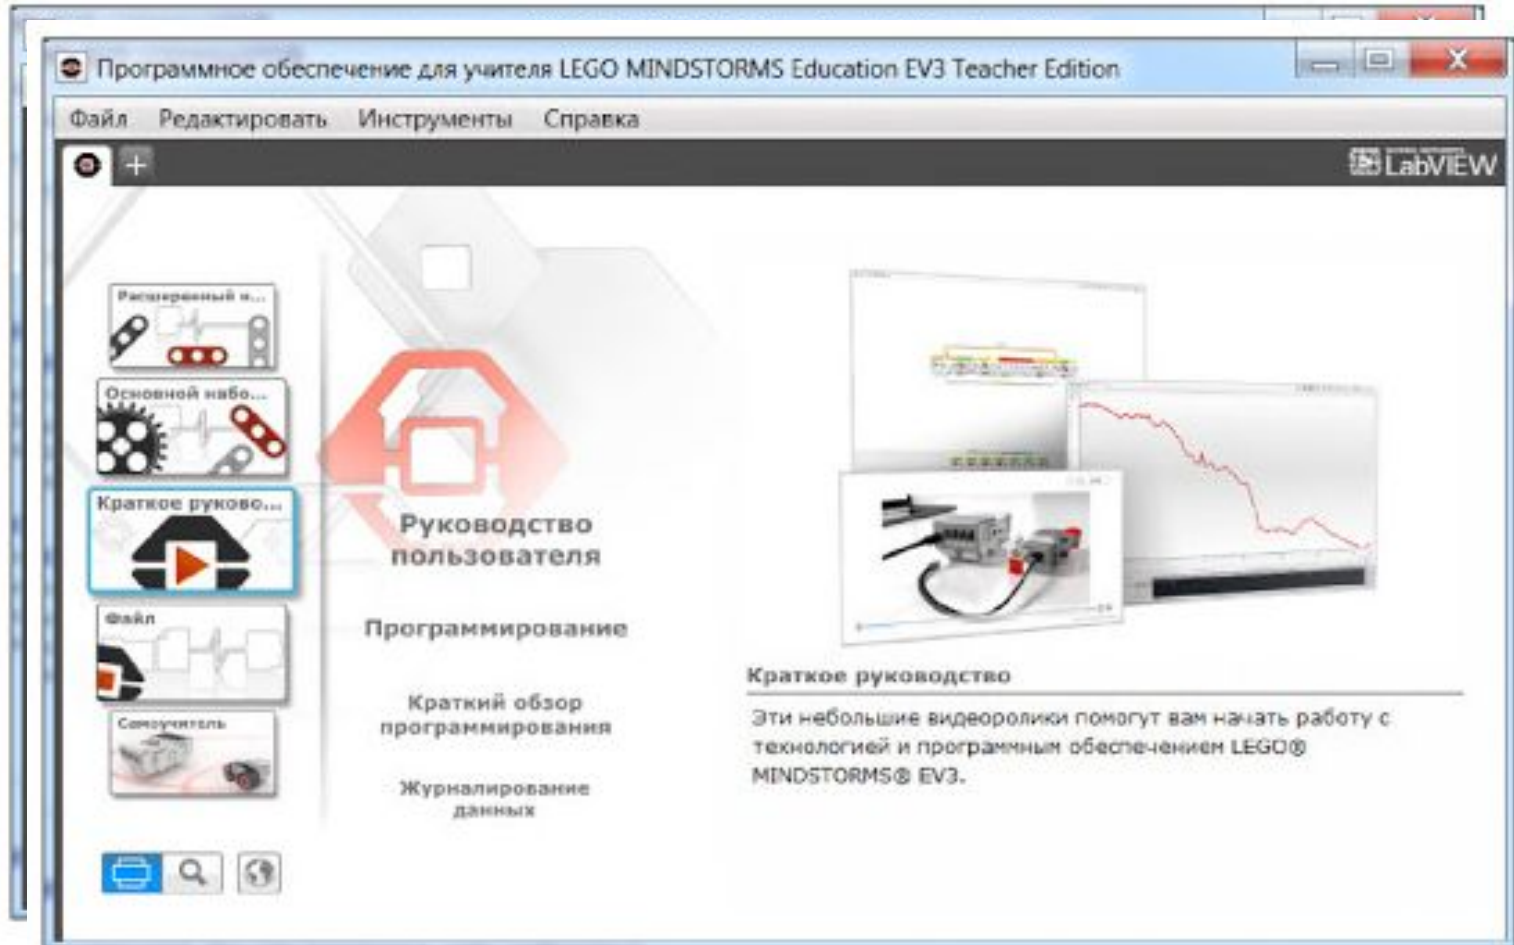 Программное обеспечение для учителя LEGO MINDSTORMS Education EV3 Teacher Edition
Файл Редактировать Инструменты Справка
LabVIEW
Расширенный н...
Основной набо...
Краткое руково...
Файл
Самоучитель
Руководство
пользователя
Программирование
Краткий обзор
программирования
Журналирование
данных
Краткое руководство
Эти небольшие видеоролики помогут вам начать работу с
технологией и программным обеспечением LEGO®
MINDSTORMS® EV3.